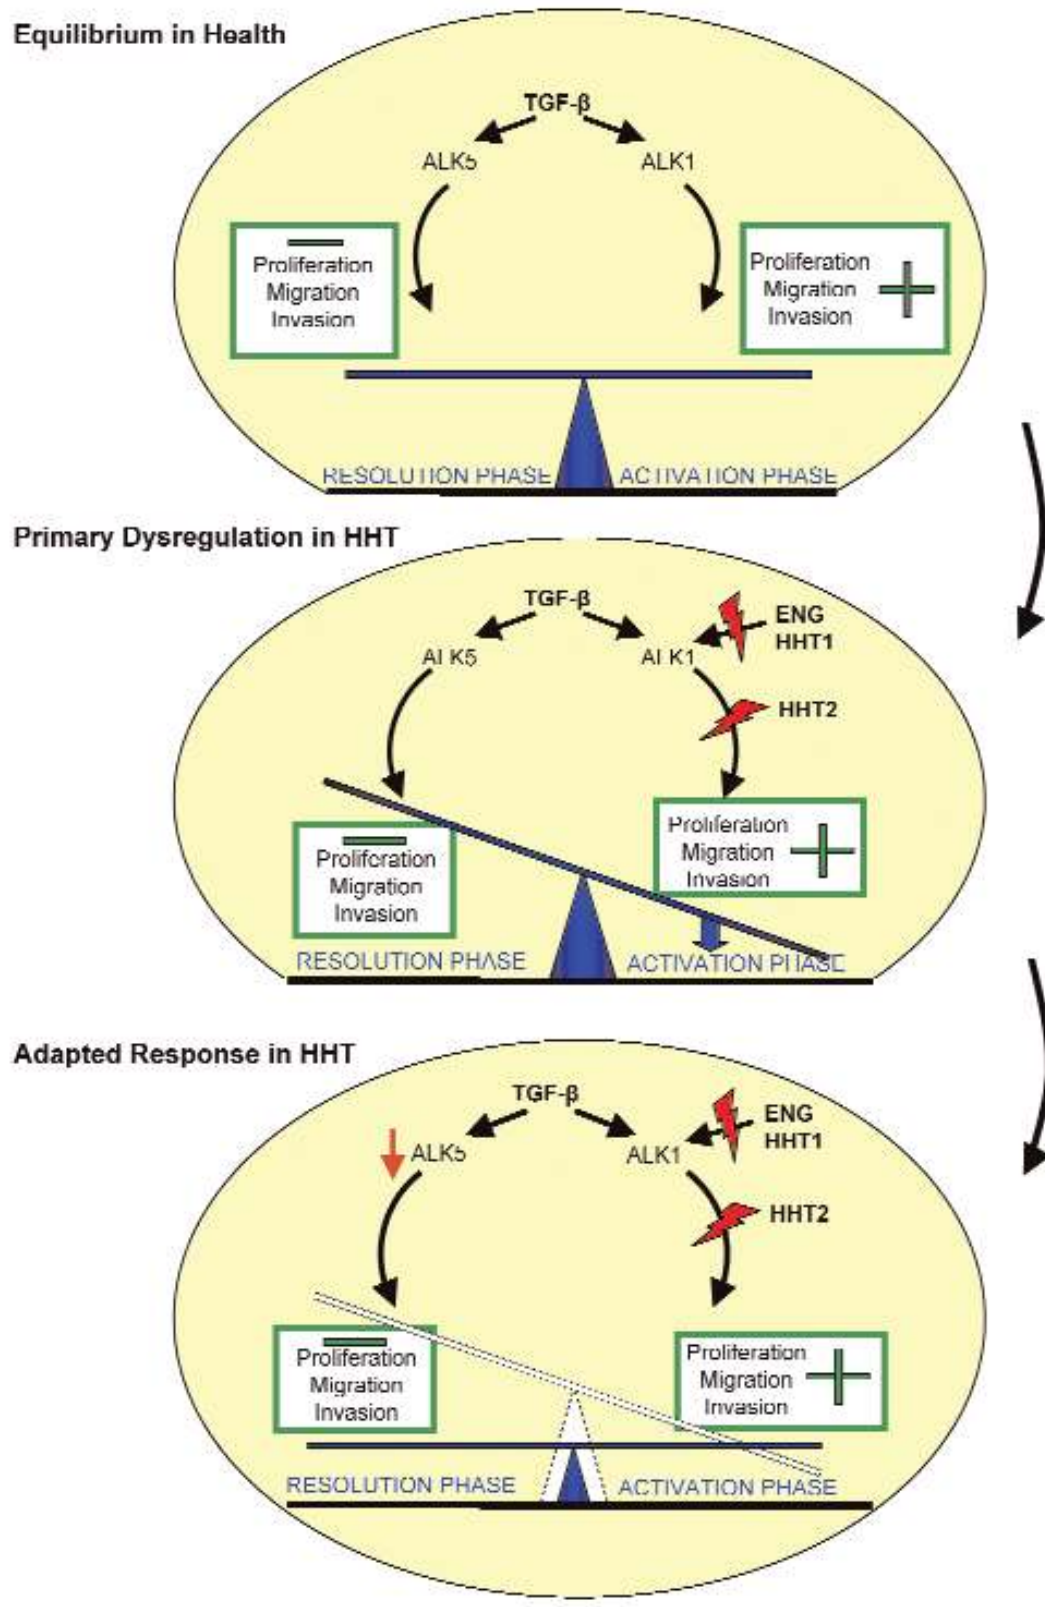 Equilibrium in Health
TGF-β
ALK5
ALK1
Proliferation
Migration
Invasion
Proliferation
Migration
Invasion
RESOLUTION PHASE
ACTIVATION PHASE
Primary Dysregulation in HHT
TGF-β
ENG
HHT1
ALK5
ALK1
HHT2
Proliferation
Migration
Invasion
Proliferation
Migration
Invasion
RESOLUTION PHASE
ACTIVATION PHASE
Adapted Response in HHT
TGF-β
ENG
HHT1
ALK5
ALK1
HHT2
Proliferation
Migration
Invasion
Proliferation
Migration
Invasion
RESOLUTION PHASE
ACTIVATION PHASE